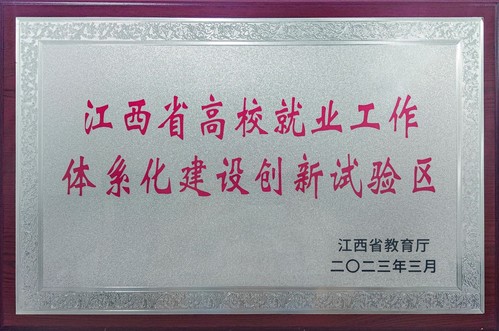 江西省高校就业工作
体系化建设创新试验区
江西省教育厅
二〇二三年三月